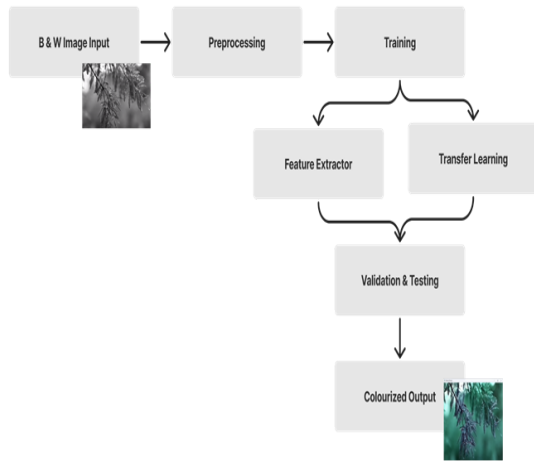 B & W Image Input
Preprocessing
Training
Feature Extractor
Transfer Learning
Validation & Testing
Colourized Output